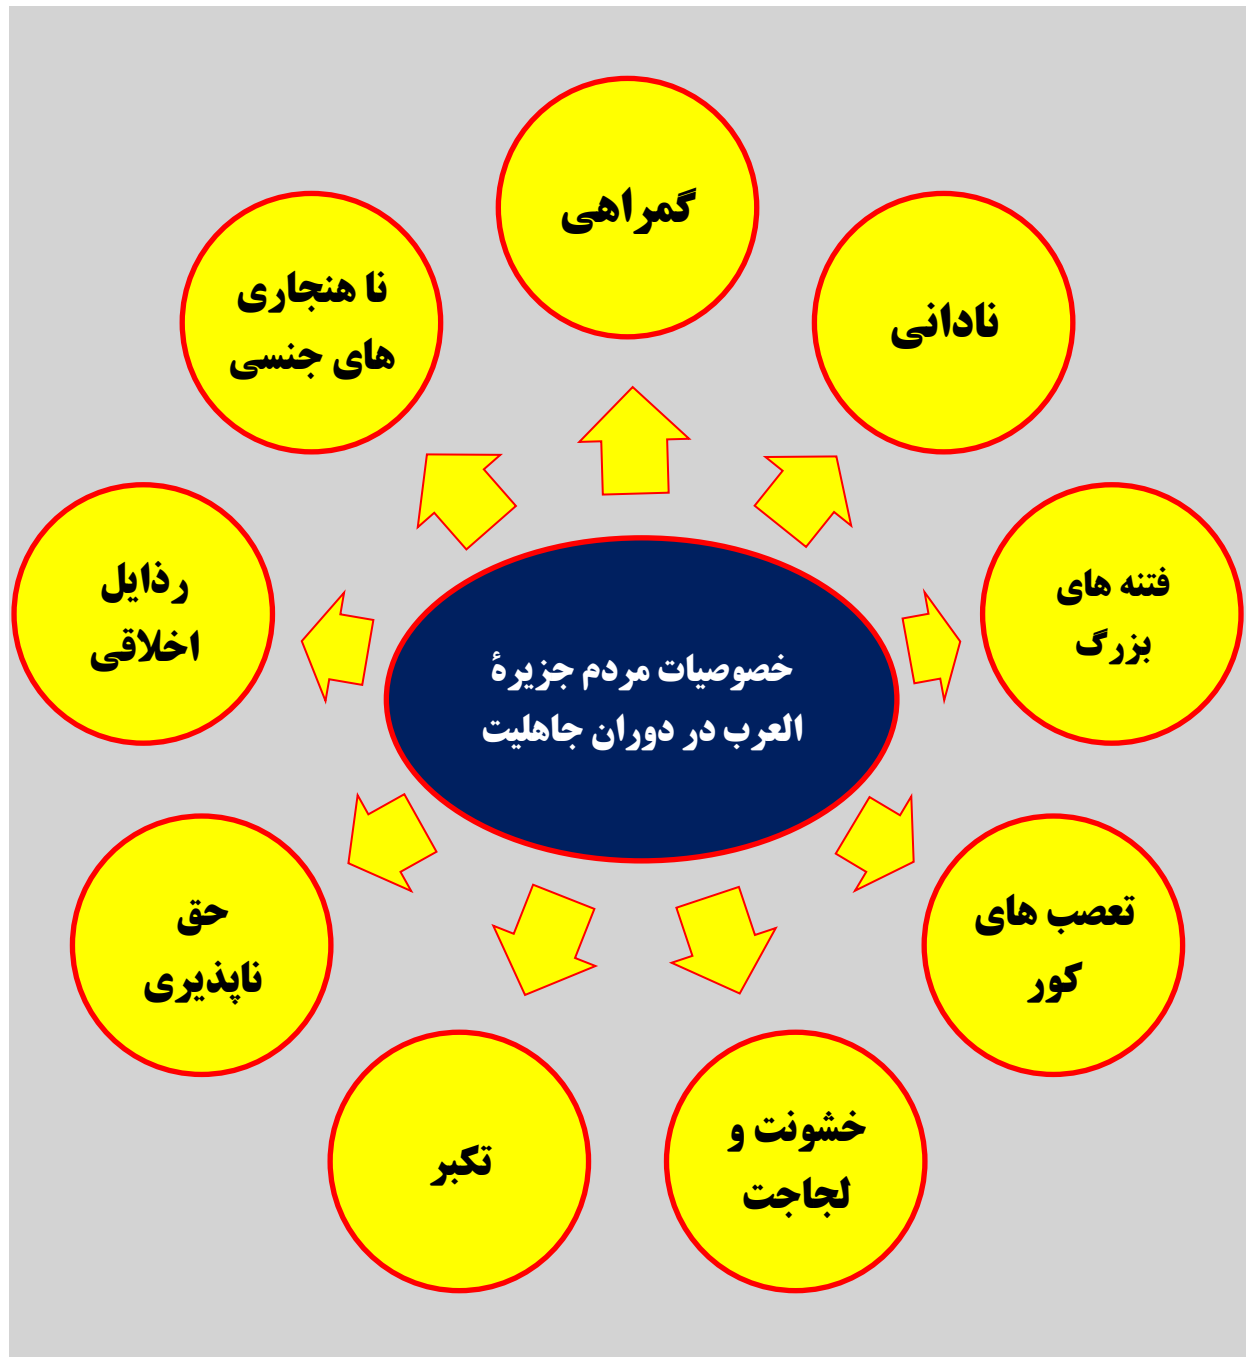 گمراهی
نادانی
فتنه های
بزرگ
تعصب های
کور
خشونت و
لجاجت
تکبر
حق
ناپذیری
رذایل
اخلاقی
نا هنجاری
های جنسی
خصوصیات مردم جزیرۀ
العرب در دوران جاهلیت